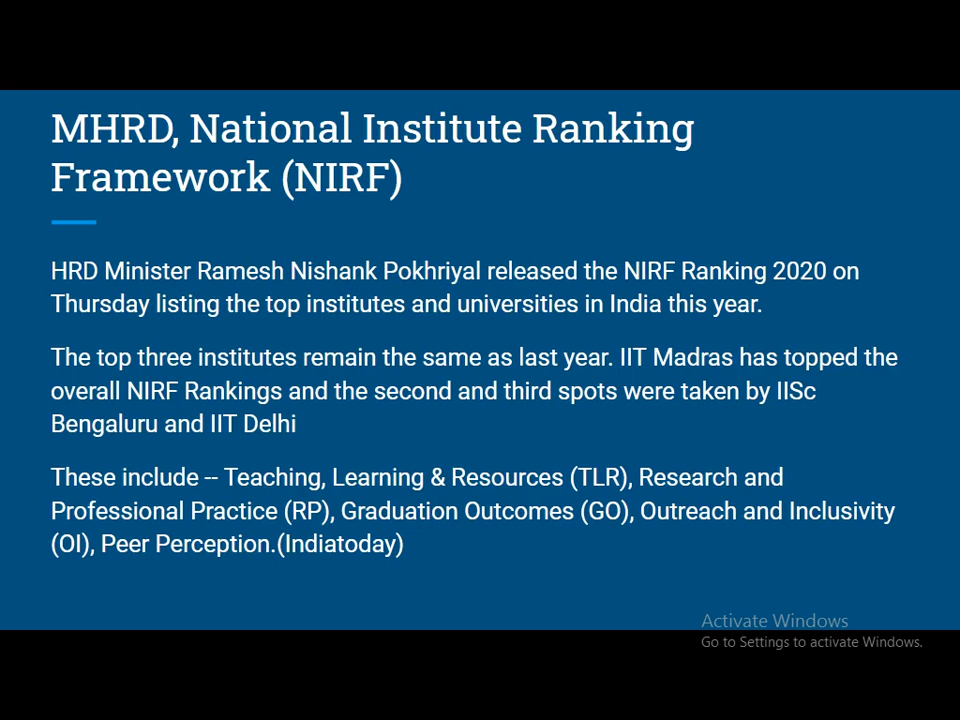 MHRD, National Institute Ranking
Framework (NIRF)
HRD Minister Ramesh Nishank Pokhriyal released the NIRF Ranking 2020 on
Thursday listing the top institutes and universities in India this year.
The top three institutes remain the same as last year. IIT Madras has topped the
overall NIRF Rankings and the second and third spots were taken by IISc
Bengaluru and IIT Delhi
These include -- Teaching, Learning & Resources (TLR), Research and
Professional Practice (RP), Graduation Outcomes (GO), Outreach and Inclusivity
(OI), Peer Perception.(Indiatoday)
Activate Windows
Go to Settings to activate Windows.